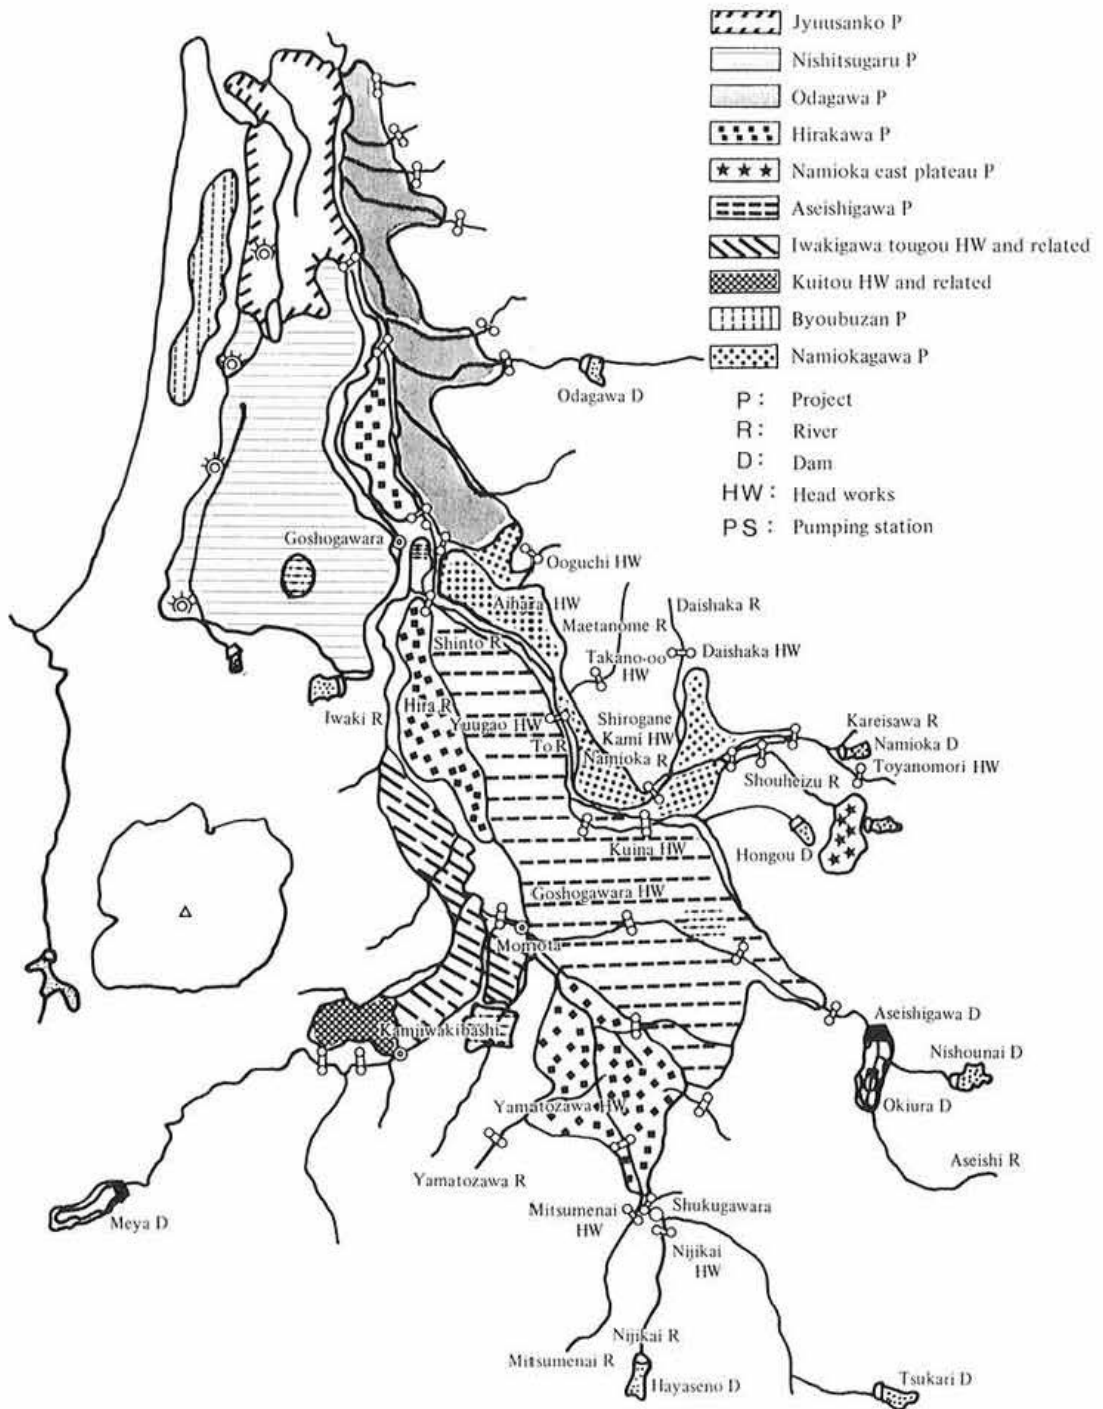 Jyuusanko P
Nishitsugaru P
Odagawa P
Hirakawa P
Namioka east plateau P
Aseishigawa P
Iwakigawa tougou HW and related
Kuitou HW and related
Byoubuzan P
Namiokagawa P
P : Project
R : River
D : Dam
HW : Head works
PS : Pumping station
Odagawa D
Goshogawara
Ooguchi HW
Aihara HW
Maetanome R
Daishaka R
Shinto R
Takano-oo
HW
Daishaka HW
Iwaki R
Hira R
Yuugao HW
To R
Shirogane
Kami HW
Namioka R
Kareisawa R
Namioka D
Toyanomori HW
Shouheizu R
Kuina HW
Hongou D
Goshogawara HW
Momota
Kamiiwakibashi
Aseishigawa D
Nishounai D
Okiura D
Yamatozawa HW
Yamatozawa R
Aseishi R
Meya D
Mitsumenai
HW
Shukugawara
Nijikai
HW
Nijikai R
Mitsumenai R
Hayaseno D
Tsukari D